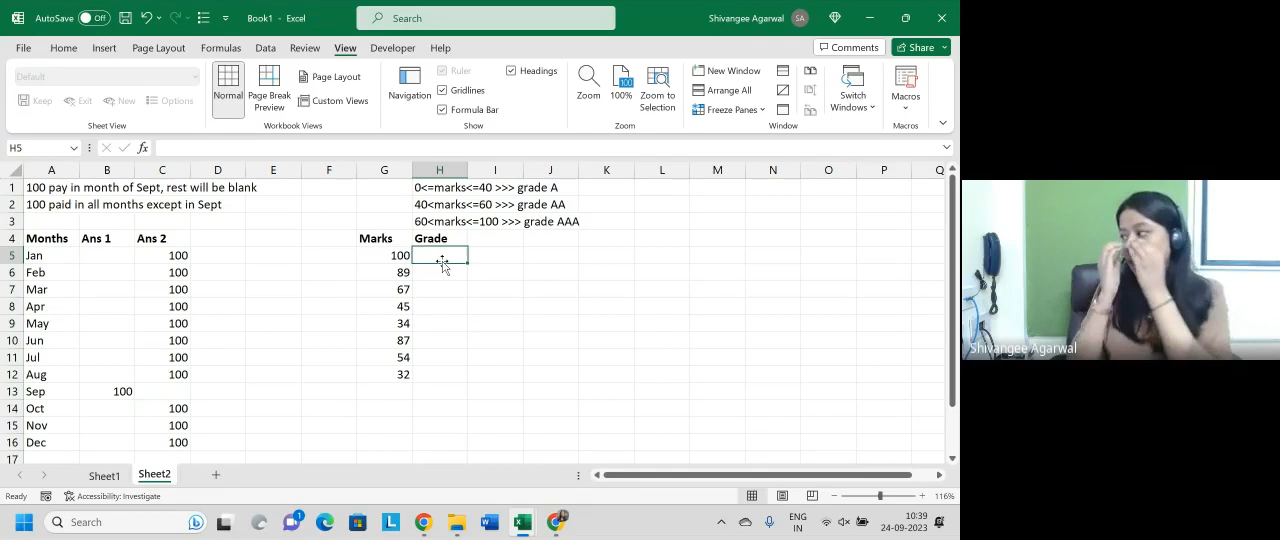 AutoSave Off Book1 - Excel Search Shivangee Agarwal SA
File Home Insert Page Layout Formulas Data Review View Developer Help Comments Share
Default
Keep Exit New Options
Sheet View
Normal
Page Break Preview
Page Layout
Custom Views
Workbook Views
Navigation
Ruler
Gridlines
Formula Bar
Headings
Show
Zoom
100
100%
Zoom to Selection
Zoom
New Window
Arrange All
Freeze Panes
Switch Windows
Window
Macros
Macros
H5 fx
A B C D E F G H I J K L M N O P Q
1 100 pay in month of Sept, rest will be blank 0<=marks<=40 >>> grade A
2 100 paid in all months except in Sept 40<marks<=60 >>> grade AA
3 60<marks<=100 >>> grade AAA
4 Months Ans 1 Ans 2 Marks Grade
5 Jan 100 100
6 Feb 100 89
7 Mar 100 67
8 Apr 100 45
9 May 100 34
10 Jun 100 87
11 Jul 100 54
12 Aug 100 32
13 Sep 100
14 Oct 100
15 Nov 100
16 Dec 100
17
Sheet1 Sheet2
Ready Accessibility: Investigate 116%
Search 1 ENG IN 10:39 24-09-2023
Shivangee Agarwal